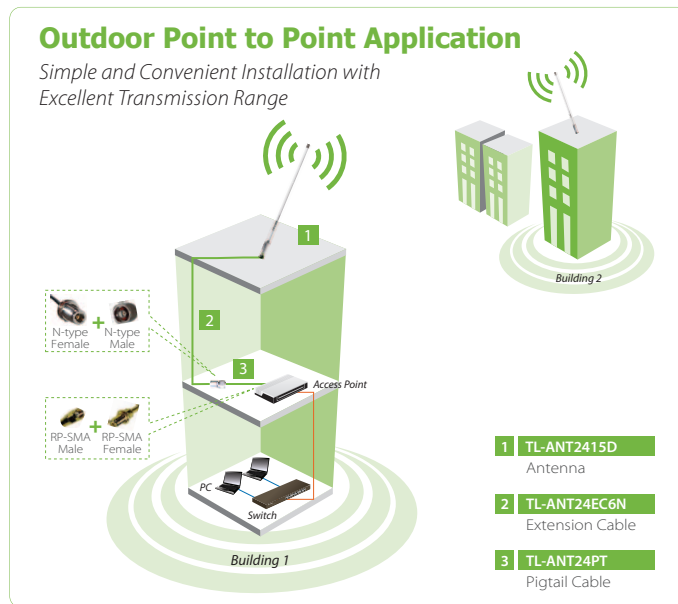 Outdoor Point to Point Application
Simple and Convenient Installation with
Excellent Transmission Range
1
2
3
N-type
Female
+
N-type
Male
RP-SMA
Male
+
RP-SMA
Female
Access Point
PC
Switch
Building 1
Building 2
1 TL-ANT2415D
Antenna
2 TL-ANT24EC6N
Extension Cable
3 TL-ANT24PT
Pigtail Cable